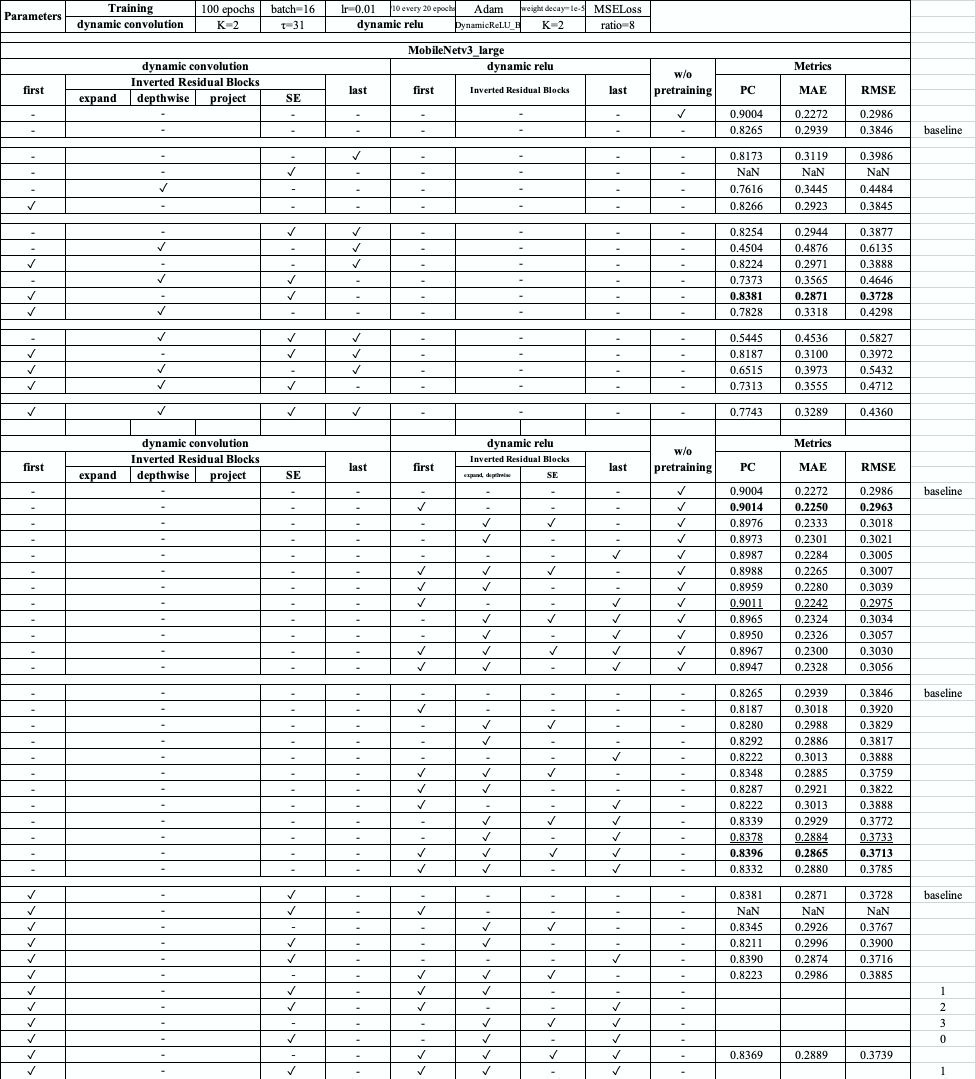 Parameters Training 100 epochs batch=16 lr=0.01 /10 every 20 epochs Adam weight decay=1e-5 MSELoss
dynamic convolution K=2 τ=31 dynamic relu DynamicReLU_B K=2 ratio=8
MobileNetv3_large
dynamic convolution dynamic relu w/o pretraining Metrics
first Inverted Residual Blocks last first Inverted Residual Blocks last PC MAE RMSE
expand depthwise project SE
- - - - - - - ✓ 0.9004 0.2272 0.2986
- - - - - - - - 0.8265 0.2939 0.3846 baseline
- - - ✓ - - - - 0.8173 0.3119 0.3986
- - ✓ - - - - - NaN NaN NaN
- ✓ - - - - - - 0.7616 0.3445 0.4484
✓ - - - - - - - 0.8266 0.2923 0.3845
- - ✓ ✓ - - - - 0.8254 0.2944 0.3877
- ✓ - ✓ - - - - 0.4504 0.4876 0.6135
✓ - - ✓ - - - - 0.8224 0.2971 0.3888
- ✓ ✓ - - - - - 0.7373 0.3565 0.4646
✓ - ✓ - - - - - 0.8381 0.2871 0.3728
✓ ✓ - - - - - - 0.7828 0.3318 0.4298
- ✓ ✓ ✓ - - - - 0.5445 0.4536 0.5827
✓ - ✓ ✓ - - - - 0.8187 0.3100 0.3972
✓ ✓ - ✓ - - - - 0.6515 0.3973 0.5432
✓ ✓ ✓ - - - - - 0.7313 0.3555 0.4712
✓ ✓ ✓ ✓ - - - - 0.7743 0.3289 0.4360
dynamic convolution dynamic relu w/o pretraining Metrics
first Inverted Residual Blocks last first Inverted Residual Blocks last PC MAE RMSE
expand depthwise project SE expand, depthwise SE
- - - - - - - - ✓ 0.9004 0.2272 0.2986 baseline
- - - - ✓ - - - ✓ 0.9014 0.2250 0.2963
- - - - - ✓ ✓ - ✓ 0.8976 0.2333 0.3018
- - - - - ✓ - - ✓ 0.8973 0.2301 0.3021
- - - - - - - ✓ ✓ 0.8987 0.2284 0.3005
- - - - ✓ ✓ ✓ - ✓ 0.8988 0.2265 0.3007
- - - - ✓ ✓ - - ✓ 0.8959 0.2280 0.3039
- - - - ✓ - - ✓ ✓ 0.9011 0.2242 0.2975
- - - - - ✓ ✓ ✓ ✓ 0.8965 0.2324 0.3034
- - - - - ✓ - ✓ ✓ 0.8950 0.2326 0.3057
- - - - ✓ ✓ ✓ ✓ ✓ 0.8967 0.2300 0.3030
- - - - ✓ ✓ - ✓ ✓ 0.8947 0.2328 0.3056
- - - - - - - - - 0.8265 0.2939 0.3846 baseline
- - - - ✓ - - - - 0.8187 0.3018 0.3920
- - - - - ✓ ✓ - - 0.8280 0.2988 0.3829
- - - - - ✓ - - - 0.8292 0.2886 0.3817
- - - - - - - ✓ - 0.8222 0.3013 0.3888
- - - - ✓ ✓ ✓ - - 0.8348 0.2885 0.3759
- - - - ✓ ✓ - - - 0.8287 0.2921 0.3822
- - - - ✓ - - ✓ - 0.8222 0.3013 0.3888
- - - - - ✓ ✓ ✓ - 0.8339 0.2929 0.3772
- - - - - ✓ - ✓ - 0.8378 0.2884 0.3733
- - - - ✓ ✓ ✓ ✓ - 0.8396 0.2865 0.3713
- - - - ✓ ✓ - ✓ - 0.8332 0.2880 0.3785
✓ - ✓ - - - - - - 0.8381 0.2871 0.3728 baseline
✓ - ✓ - ✓ - - - - NaN NaN NaN
✓ - - - - ✓ ✓ - - 0.8345 0.2926 0.3767
✓ - ✓ - - ✓ - - - 0.8211 0.2996 0.3900
✓ - ✓ - - - - ✓ - 0.8390 0.2874 0.3716
✓ - - - ✓ ✓ ✓ - - 0.8223 0.2986 0.3885
✓ - ✓ - ✓ ✓ - - - 1
✓ - ✓ - ✓ - - ✓ - 2
✓ - - - - ✓ ✓ ✓ - 3
✓ - ✓ - - ✓ - ✓ - 0
✓ - - - ✓ ✓ ✓ ✓ - 0.8369 0.2889 0.3739
✓ - ✓ - ✓ ✓ - ✓ - 1